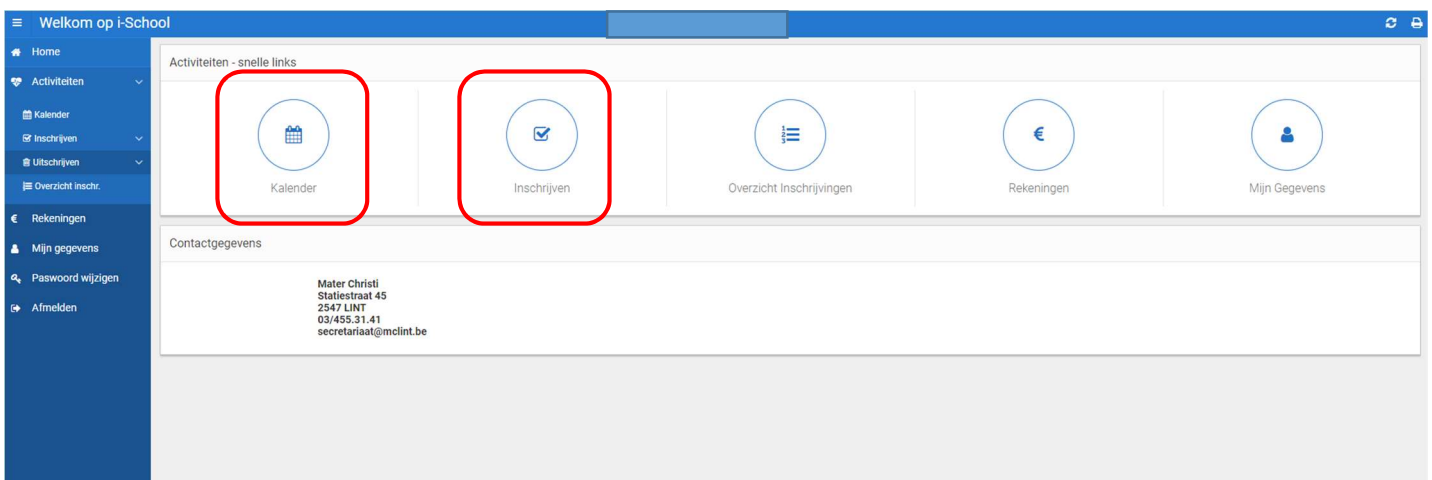 Welkom op i-School
Home
Activiteiten
Kalender
Inschrijven
Uitschrijven
Overzicht inschr.
Rekeningen
Mijn gegevens
Paswoord wijzigen
Afmelden
Activiteiten - snelle links
Kalender
Inschrijven
Overzicht Inschrijvingen
Rekeningen
Mijn Gegevens
Contactgegevens
Mater Christi
Statiestraat 45
2547 LINT
03/455.31.41
secretariaat@mclint.be